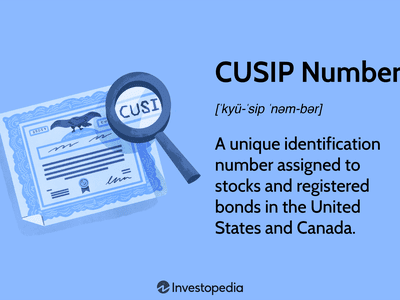 CUSIP Number
[ˈkyü-ˈsip ˈnəm-bər]
A unique identification
number assigned to
stocks and registered
bonds in the United
States and Canada.
CUSI
Investopedia